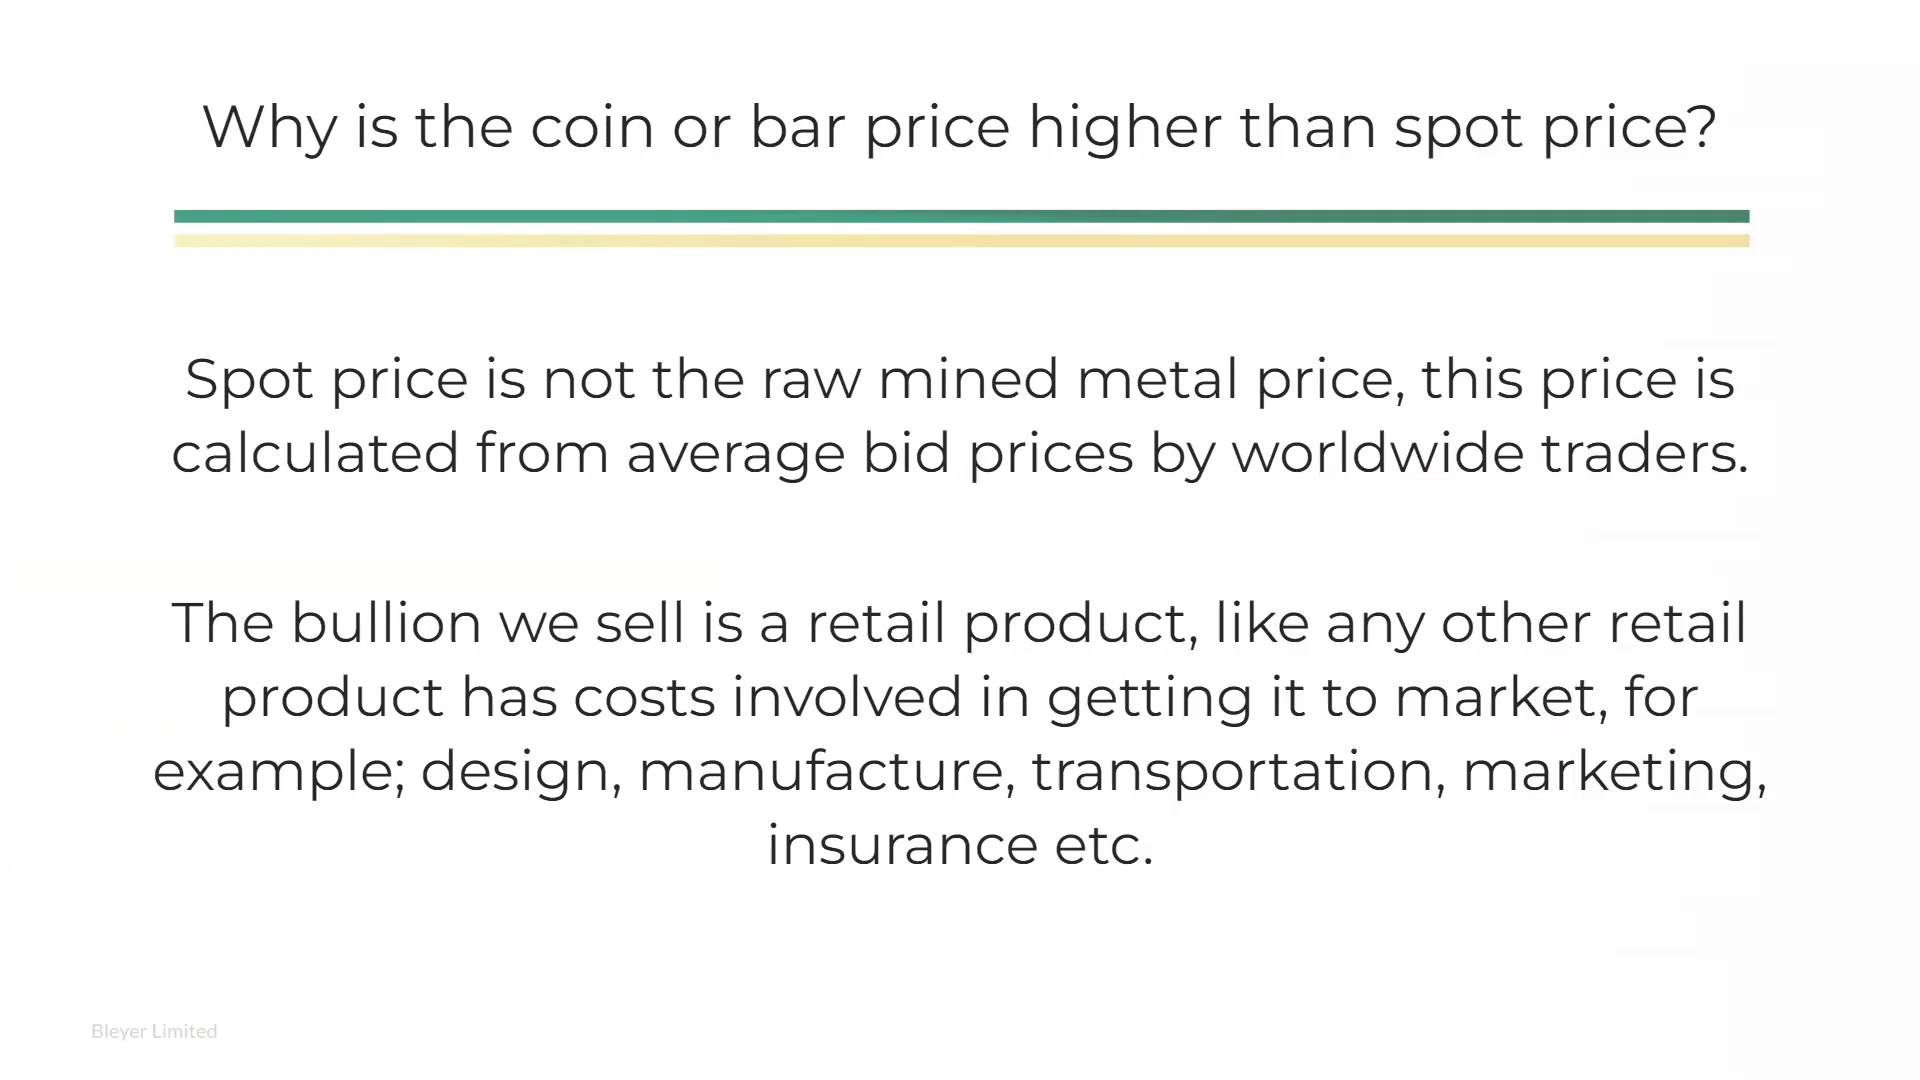 Why is the coin or bar price higher than spot price?
Spot price is not the raw mined metal price, this price is
calculated from average bid prices by worldwide traders.
The bullion we sell is a retail product, like any other retail
product has costs involved in getting it to market, for
example; design, manufacture, transportation, marketing,
insurance etc.
Bleyer Limited